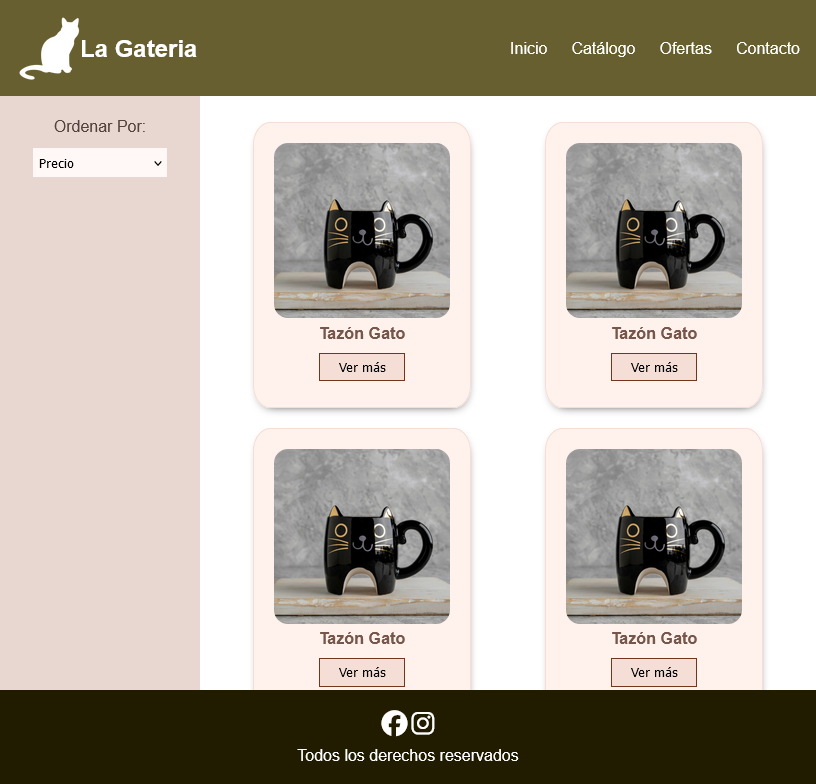 La Gateria
Inicio Catálogo Ofertas Contacto
Ordenar Por:
Precio
Tazón Gato
Ver más
Tazón Gato
Ver más
Tazón Gato
Ver más
Tazón Gato
Ver más
Todos los derechos reservados